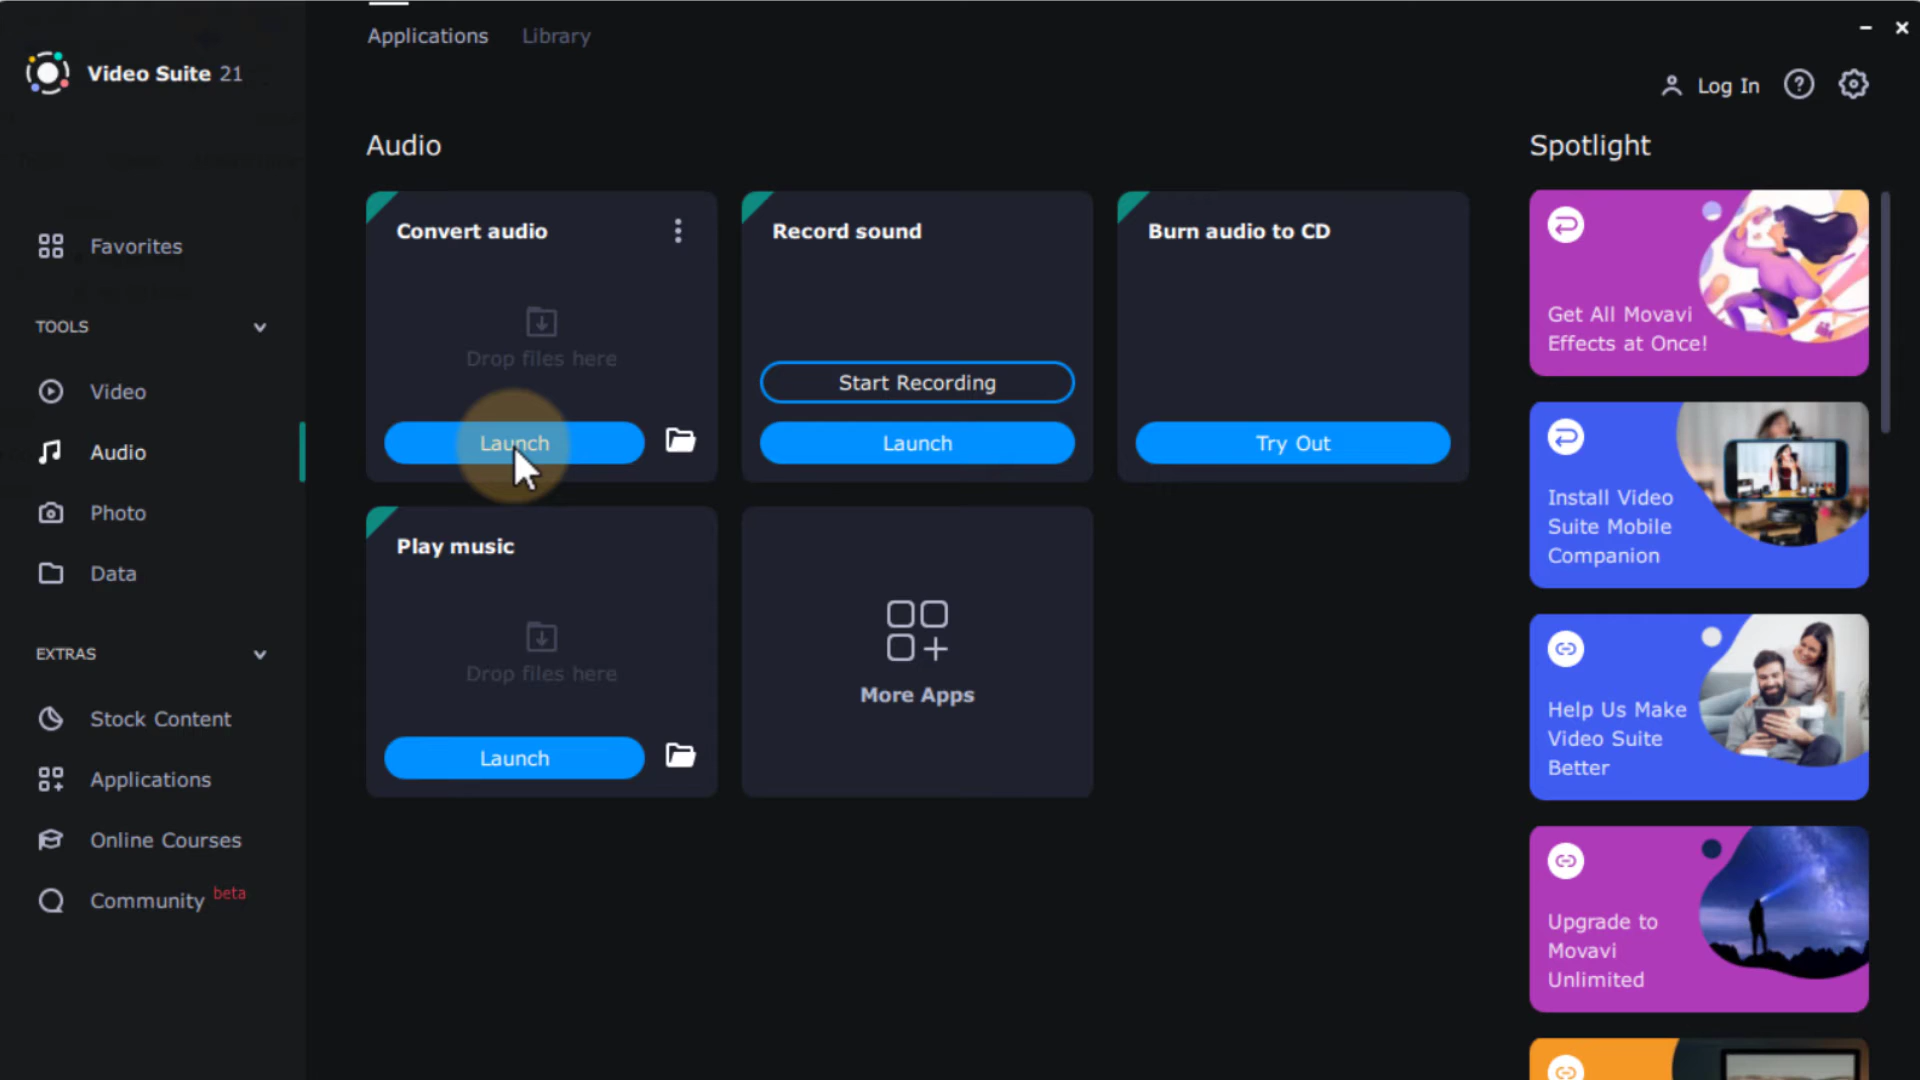 Applications
Library
Video Suite 21
Log In
Audio
Spotlight
Favorites
TOOLS
Video
Audio
Photo
Data
EXTRAS
Stock Content
Applications
Online Courses
Community beta
Convert audio
Drop files here
Launch
Record sound
Start Recording
Launch
Burn audio to CD
Try Out
Play music
Drop files here
Launch
More Apps
Get All Movavi
Effects at Once!
Install Video
Suite Mobile
Companion
Help Us Make
Video Suite
Better
Upgrade to
Movavi
Unlimited